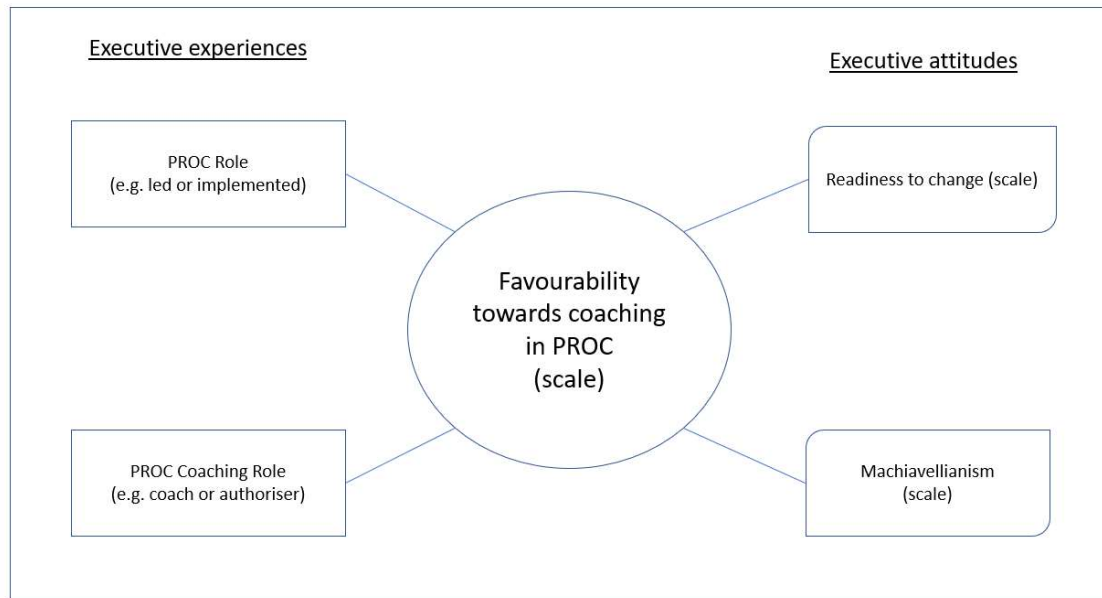 Executive experiences
Executive attitudes
PROC Role
(e.g. led or implemented)
Readiness to change (scale)
Favourability
towards coaching
in PROC
(scale)
PROC Coaching Role
(e.g. coach or authoriser)
Machiavellianism
(scale)